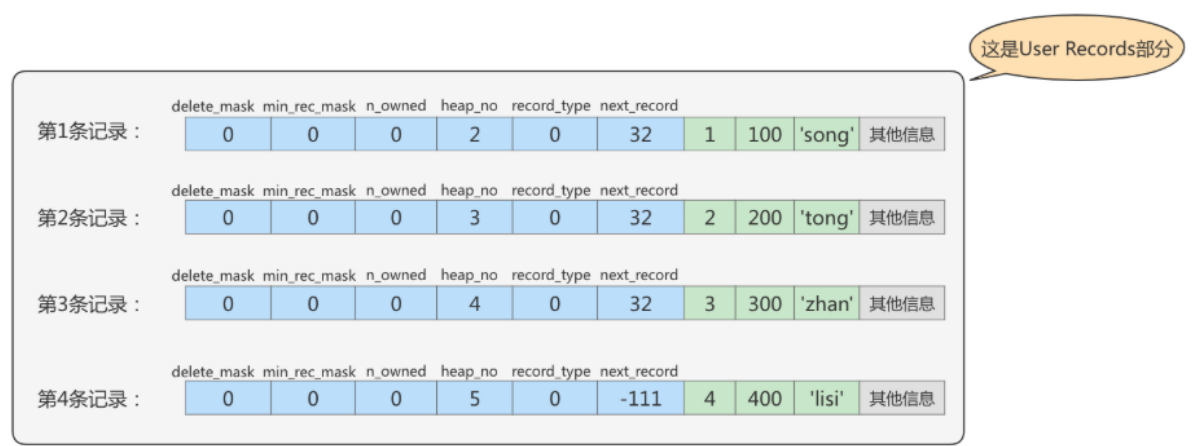 这是User Records部分
delete_mask min_rec_mask n_owned heap_no record_type next_record
第1条记录： 0 0 0 2 0 32 1 100 'song' 其他信息
delete_mask min_rec_mask n_owned heap_no record_type next_record
第2条记录： 0 0 0 3 0 32 2 200 'tong' 其他信息
delete_mask min_rec_mask n_owned heap_no record_type next_record
第3条记录： 0 0 0 4 0 32 3 300 'zhan' 其他信息
delete_mask min_rec_mask n_owned heap_no record_type next_record
第4条记录： 0 0 0 5 0 -111 4 400 'lisi' 其他信息